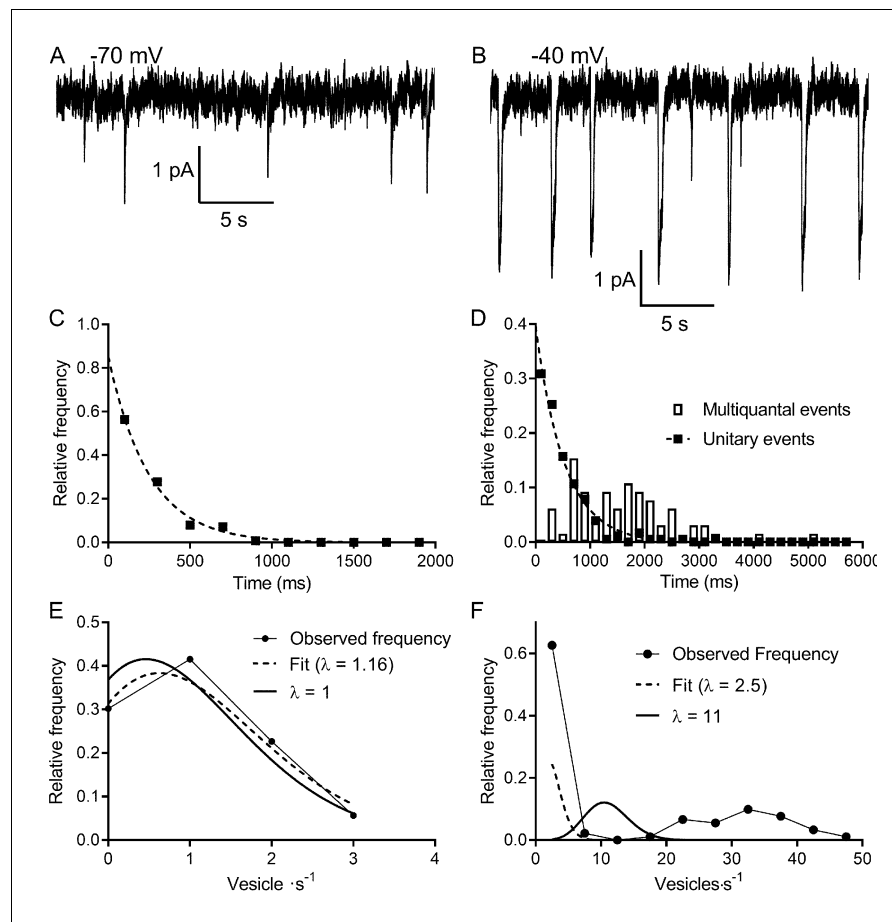 A
-70 mV
1 pA
5 s
B
-40 mV
1 pA
5 s
C
Relative frequency
1.0
0.8
0.6
0.4
0.2
0.0
0
500
1000
1500
2000
Time (ms)
D
Relative frequency
0.4
0.3
0.2
0.1
0.0
Multiquantal events
Unitary events
0
1000
2000
3000
4000
5000
6000
Time (ms)
E
Relative frequency
0.5
0.4
0.3
0.2
0.1
0.0
Observed frequency
Fit (λ = 1.16)
λ = 1
0
1
2
3
4
Vesicle ·s⁻¹
F
Relative frequency
0.6
0.4
0.2
0.0
Observed Frequency
Fit (λ = 2.5)
λ = 11
0
10
20
30
40
50
Vesicles·s⁻¹